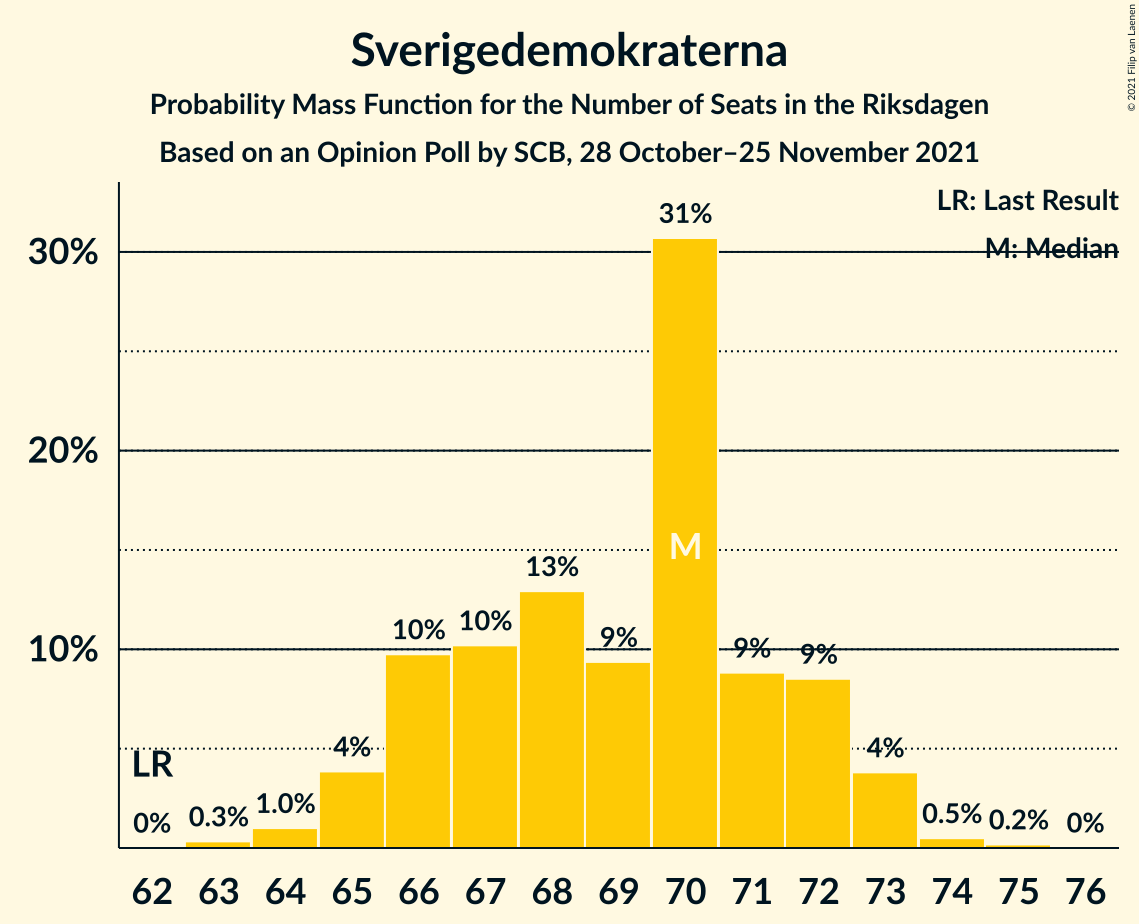 Sverigedemokraterna
Probability Mass Function for the Number of Seats in the Riksdagen
Based on an Opinion Poll by SCB, 28 October–25 November 2021
© 2021 Filip van Laenen
LR: Last Result
M: Median
30%
20%
10%
LR
0%
0.3%
1.0%
4%
10%
10%
13%
9%
31%
M
9%
9%
4%
0.5%
0.2%
0%
62 63 64 65 66 67 68 69 70 71 72 73 74 75 76